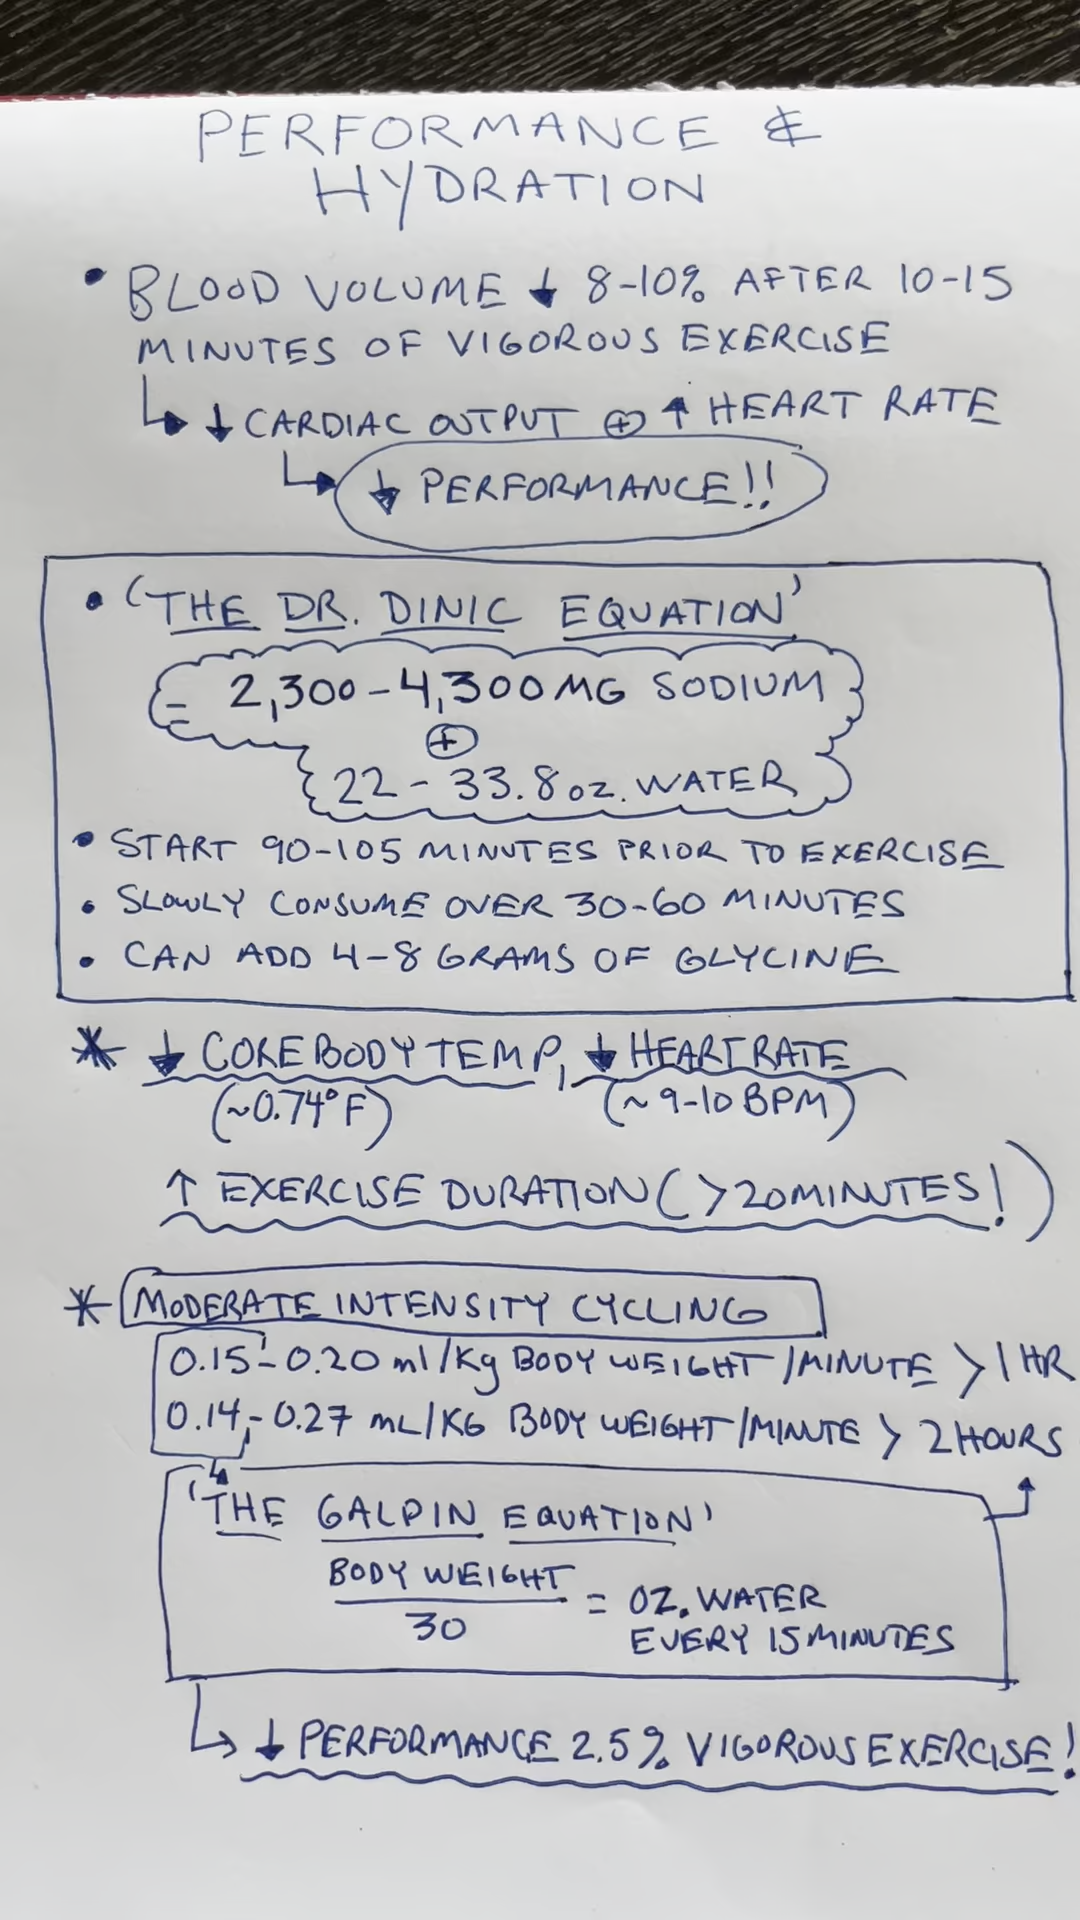 PERFORMANCE &
HYDRATION
• BLOOD VOLUME ↓ 8-10% AFTER 10-15
MINUTES OF VIGOROUS EXERCISE
↳ ↓ CARDIAC OUTPUT ⊕ ↑ HEART RATE
↳ ↓ PERFORMANCE!!
• 'THE DR. DINIC EQUATION'
= 2,300-4,300MG SODIUM
⊕
22-33.8 oz. WATER
• START 90-105 MINUTES PRIOR TO EXERCISE
• SLOWLY CONSUME OVER 30-60 MINUTES
• CAN ADD 4-8 GRAMS OF GLYCINE
* ↓ CORE BODY TEMP, ↓ HEART RATE
(~0.74°F) (~9-10 BPM)
↑ EXERCISE DURATION (>20 MINUTES!)
* MODERATE INTENSITY CYCLING
0.15-0.20 ml/Kg BODY WEIGHT/MINUTE > 1 HR
0.14-0.27 mL/KG BODY WEIGHT/MINUTE > 2 HOURS
'THE GALPIN EQUATION'
BODY WEIGHT
30
= OZ. WATER
EVERY 15 MINUTES
↳ ↓ PERFORMANCE 2.5% VIGOROUS EXERCISE!